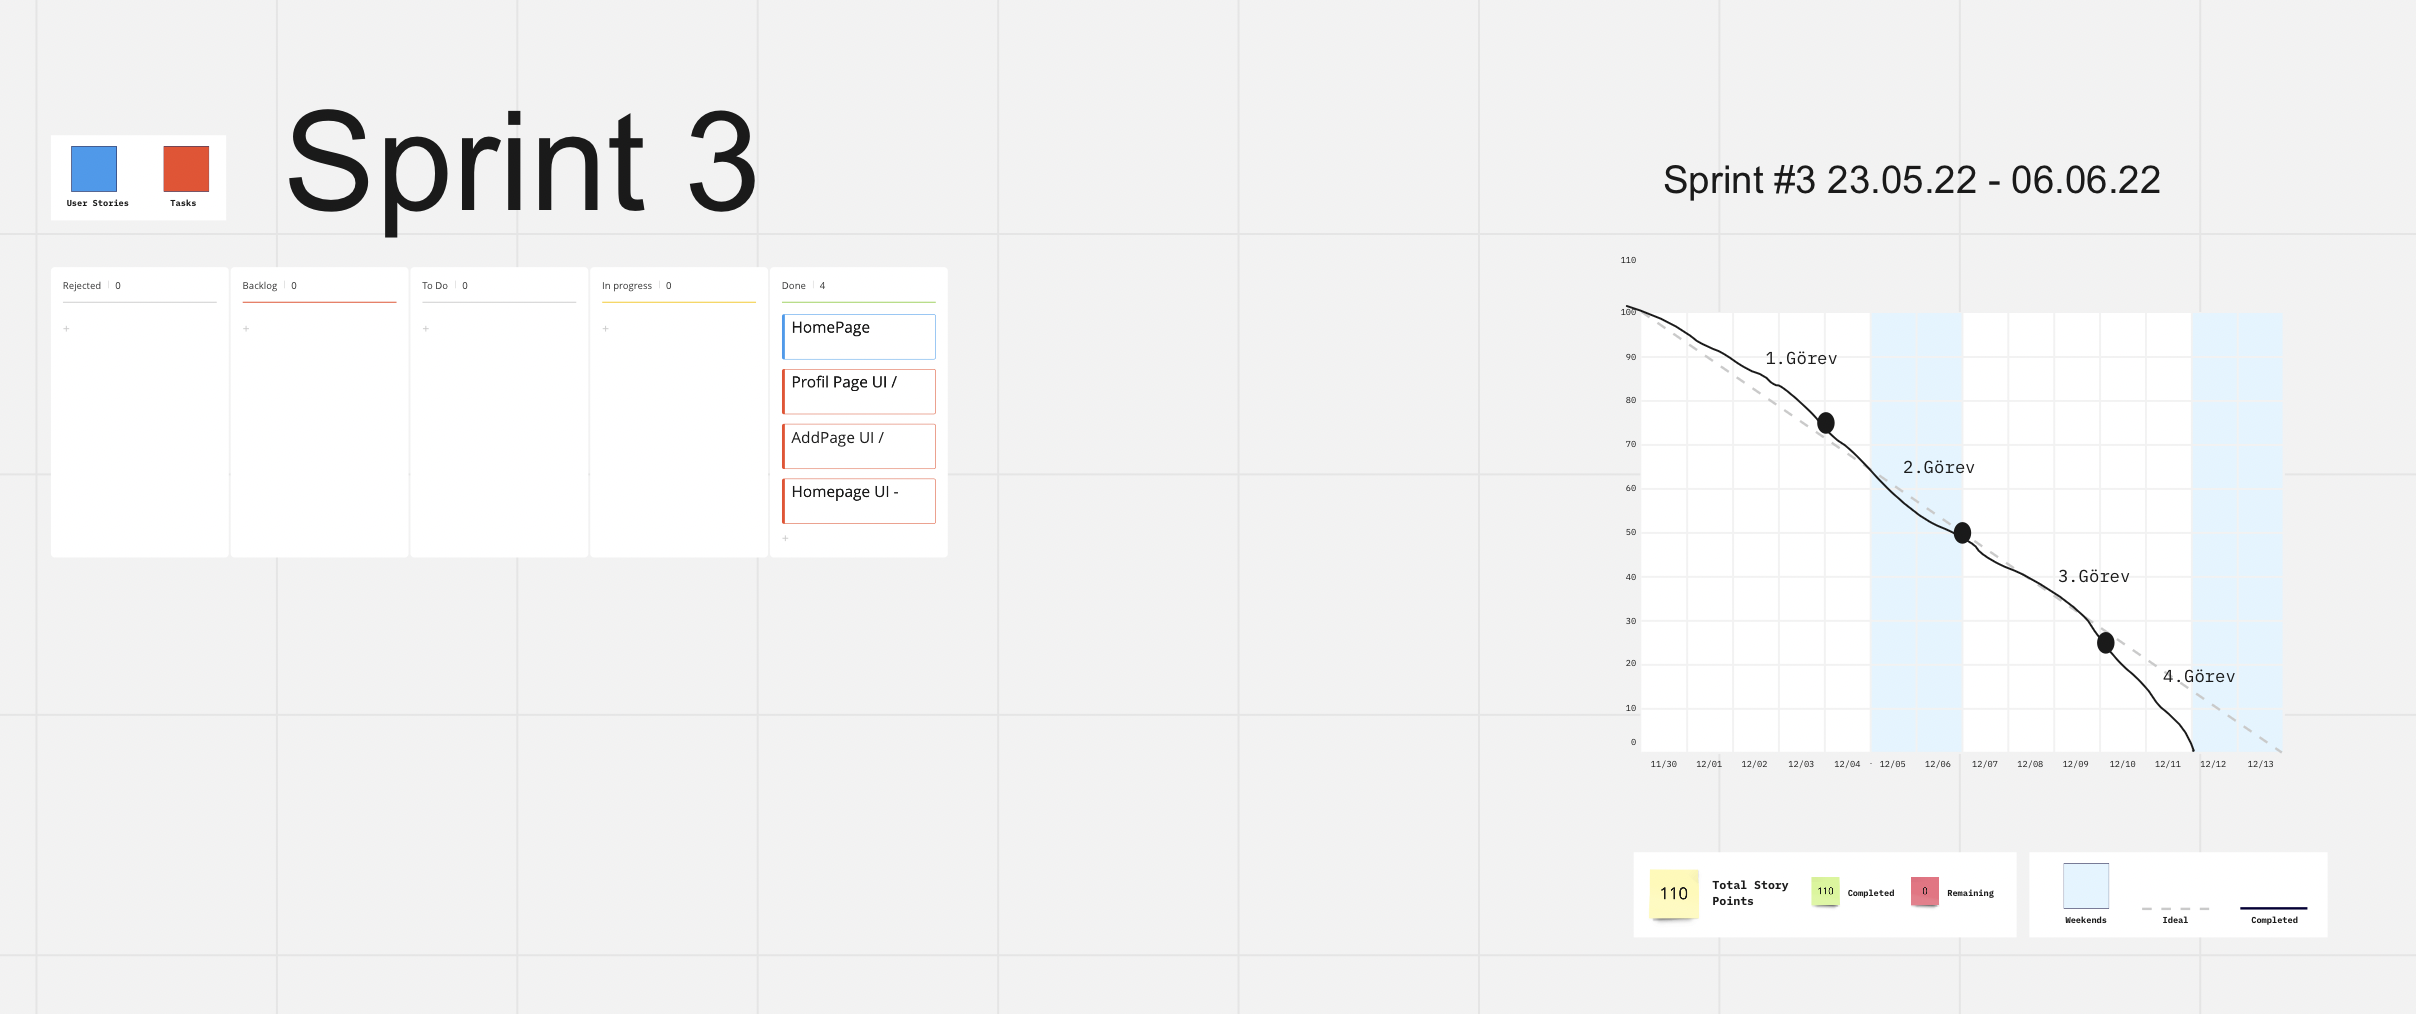 Sprint 3
User Stories
Tasks
Rejected 0
+
Backlog 0
+
To Do 0
+
In progress 0
+
Done 4
HomePage
Profil Page UI /
AddPage UI /
Homepage UI -
+
Sprint #3 23.05.22 - 06.06.22
110
100
90
80
70
60
50
40
30
20
10
0
1.Görev
2.Görev
3.Görev
4.Görev
11/30 12/01 12/02 12/03 12/04 - 12/05 12/06 12/07 12/08 12/09 12/10 12/11 12/12 12/13
110 Total Story
Points
110 Completed
0 Remaining
Weekends
Ideal
Completed